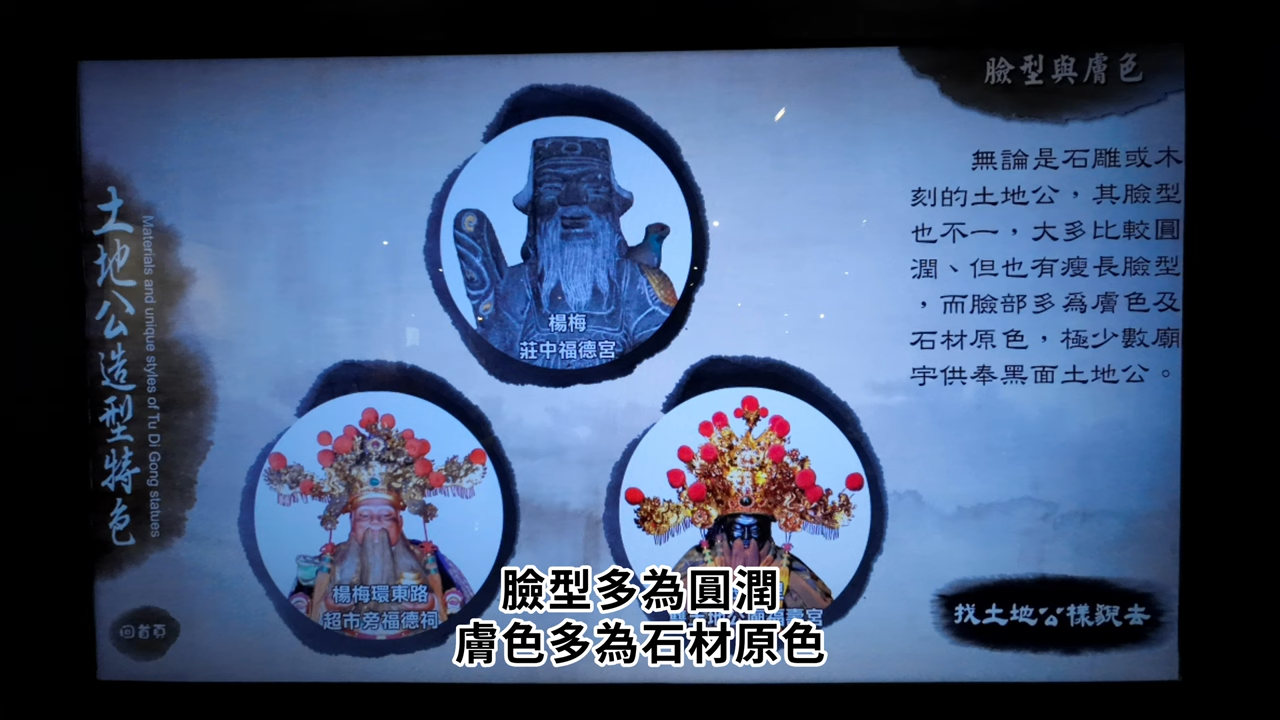 臉型與膚色
無論是石雕或木
刻的土地公，其臉型
也不一，大多比較圓
潤、但也有瘦長臉型
，而臉部多為膚色及
石材原色，極少數廟
宇供奉黑面土地公。
土地公造型特色
Materials and unique styles of Tu Di Gong statues
楊梅
莊中福德宮
楊梅環東路
超市旁福德祠
找土地公樣貌去
回首頁
臉型多為圓潤
膚色多為石材原色